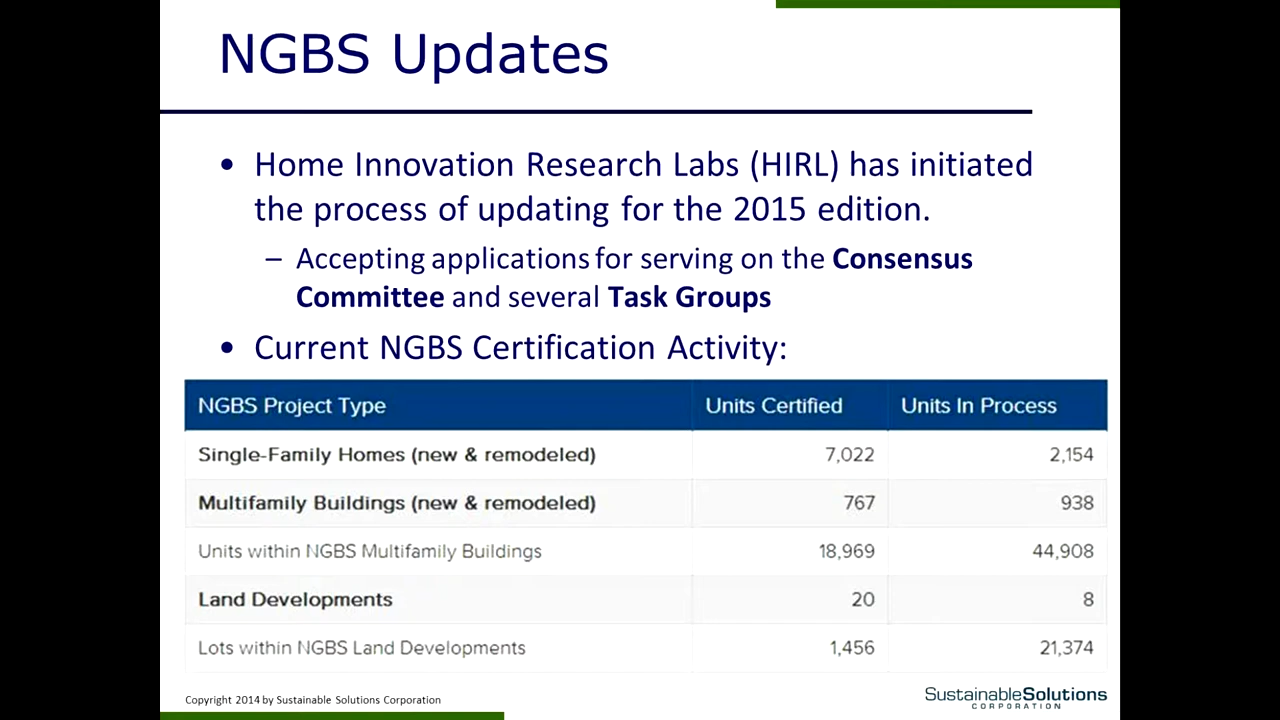 NGBS Updates
• Home Innovation Research Labs (HIRL) has initiated
the process of updating for the 2015 edition.
– Accepting applications for serving on the Consensus
Committee and several Task Groups
• Current NGBS Certification Activity:
NGBS Project Type Units Certified Units In Process
Single-Family Homes (new & remodeled) 7,022 2,154
Multifamily Buildings (new & remodeled) 767 938
Units within NGBS Multifamily Buildings 18,969 44,908
Land Developments 20 8
Lots within NGBS Land Developments 1,456 21,374
Copyright 2014 by Sustainable Solutions Corporation
SustainableSolutions
CORPORATION